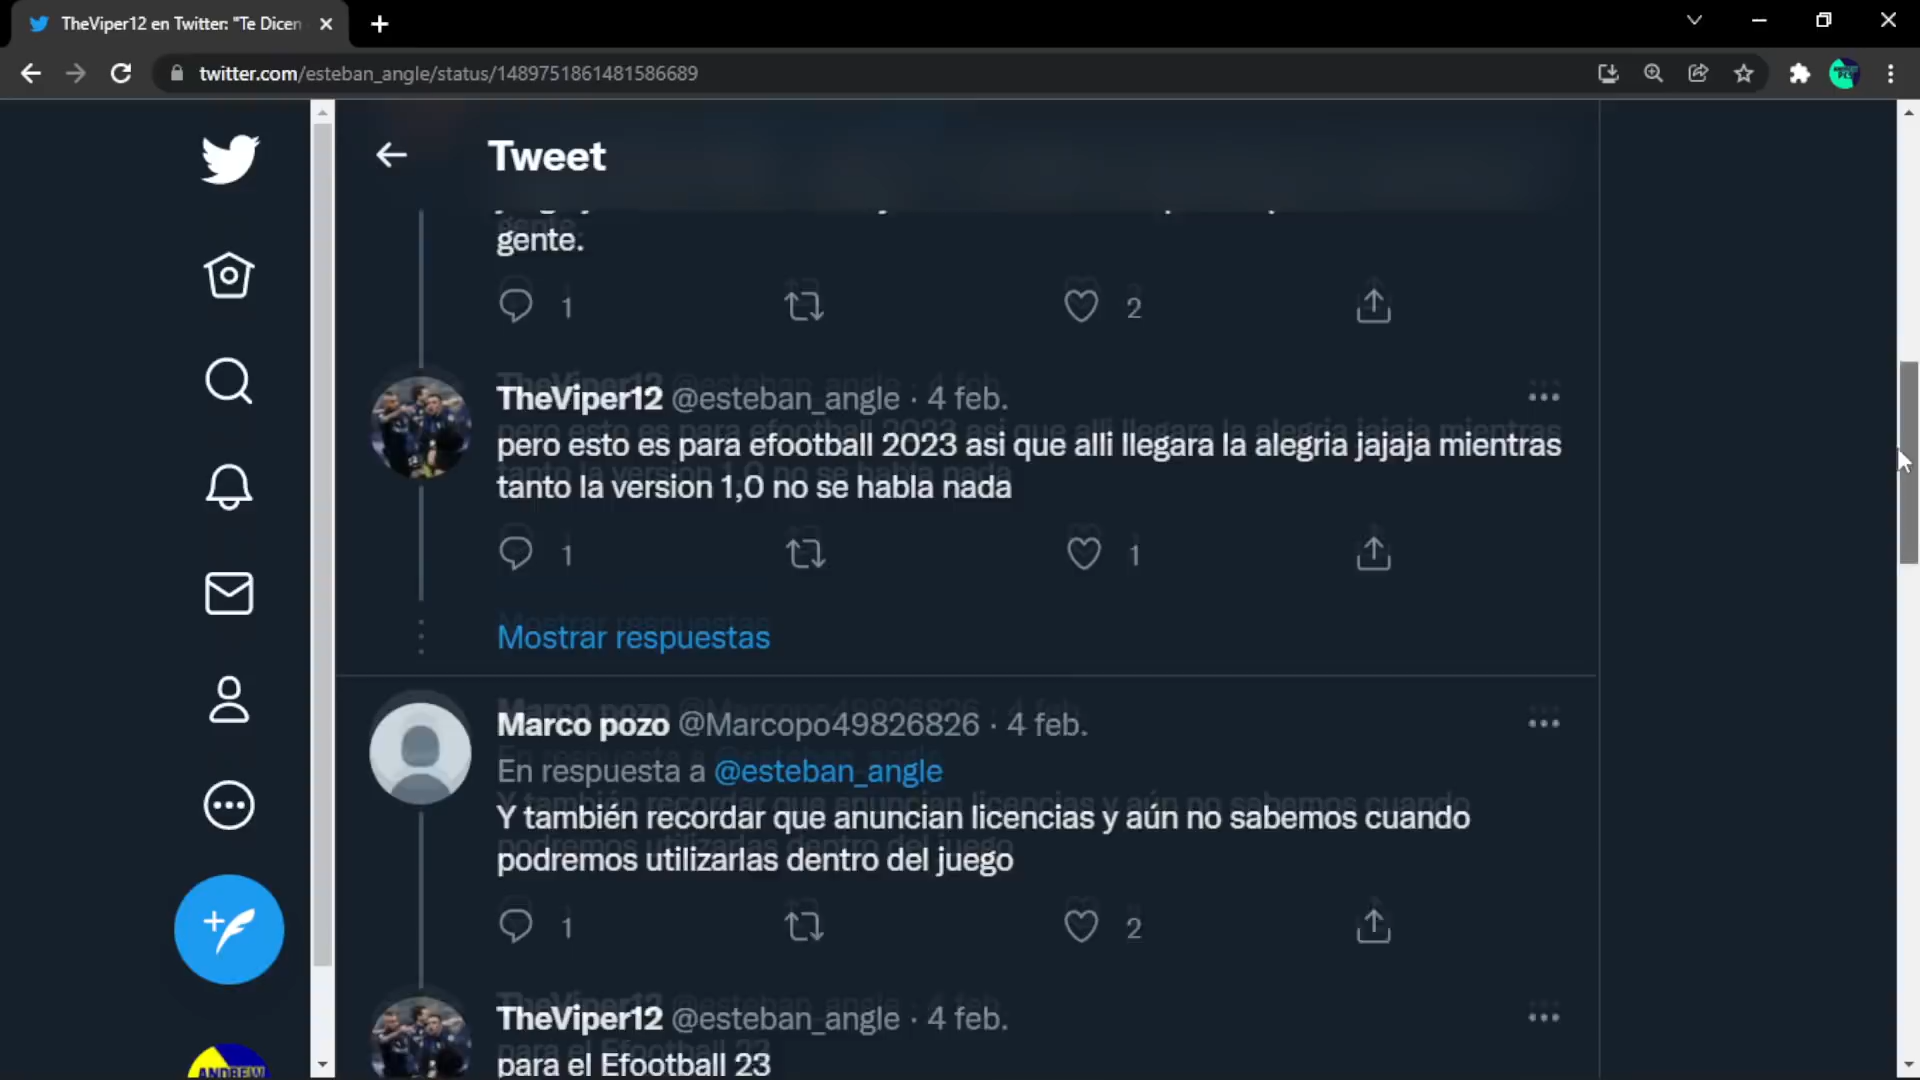 TheViper12 en Twitter: "Te Dicen
twitter.com/esteban_angle/status/1489751861481586689
Tweet
gente.
1
2
TheViper12 @esteban_angle · 4 feb.
pero esto es para efootball 2023 asi que alli llegara la alegria jajaja mientras
tanto la version 1,0 no se habla nada
1
1
Mostrar respuestas
Marco pozo @Marcopo49826826 · 4 feb.
En respuesta a @esteban_angle
Y también recordar que anuncian licencias y aún no sabemos cuando
podremos utilizarlas dentro del juego
1
2
TheViper12 @esteban_angle · 4 feb.
para el Efootball 23
ANDREW